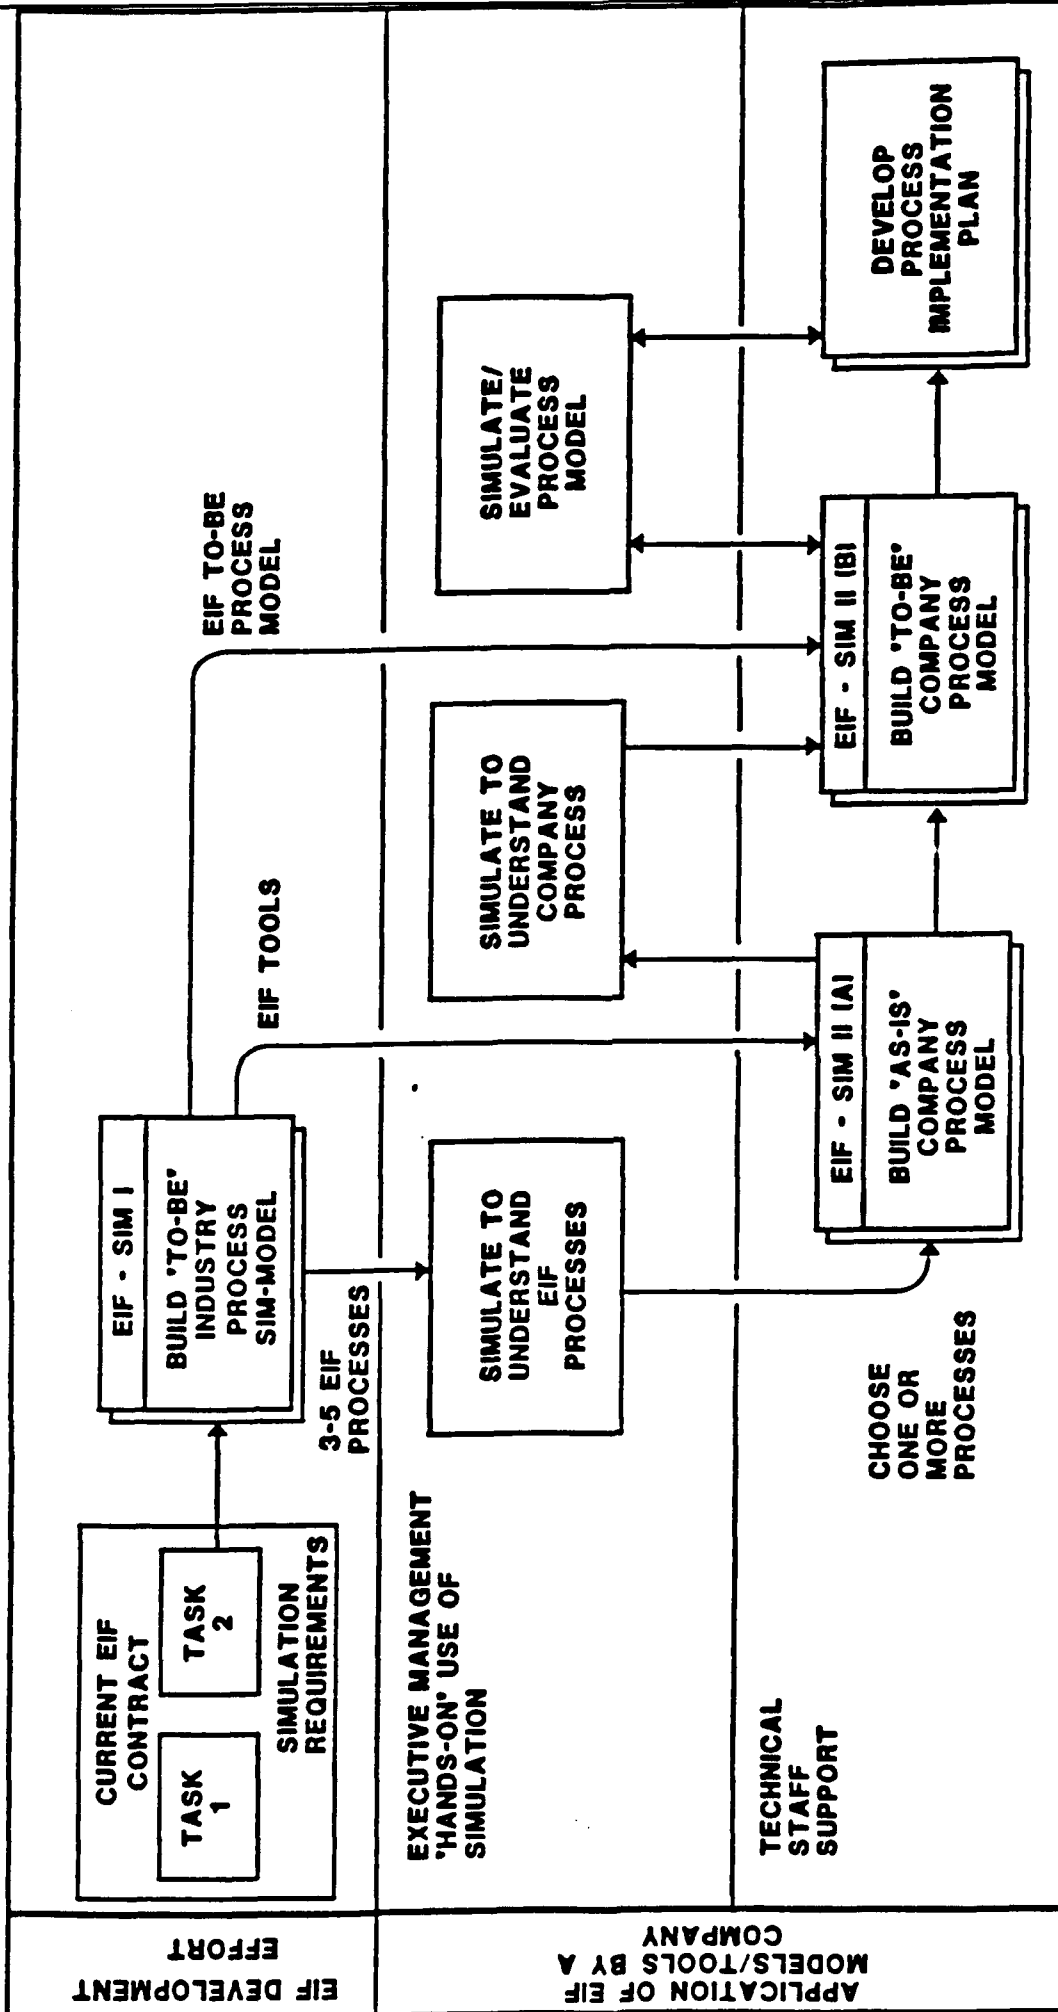 EIF DEVELOPMENT
EFFORT
CURRENT EIF
CONTRACT
TASK
1
TASK
2
SIMULATION
REQUIREMENTS
EIF - SIM I
BUILD 'TO-BE'
INDUSTRY
PROCESS
SIM-MODEL
EIF TO-BE
PROCESS
MODEL
EIF TOOLS
3-5 EIF
PROCESSES
APPLICATION OF EIF
MODELS/TOOLS BY A
COMPANY
EXECUTIVE MANAGEMENT
'HANDS-ON' USE OF
SIMULATION
SIMULATE TO
UNDERSTAND
EIF
PROCESSES
SIMULATE TO
UNDERSTAND
COMPANY
PROCESS
SIMULATE/
EVALUATE
PROCESS
MODEL
TECHNICAL
STAFF
SUPPORT
CHOOSE
ONE OR
MORE
PROCESSES
EIF - SIM II (A)
BUILD 'AS-IS'
COMPANY
PROCESS
MODEL
EIF - SIM II (B)
BUILD 'TO-BE'
COMPANY
PROCESS
MODEL
DEVELOP
PROCESS
IMPLEMENTATION
PLAN